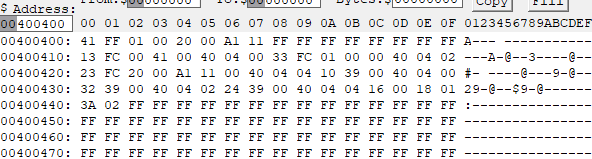 $ Address: From:$00000000 To:$00000000 Bytes:$00000000 Copy Fill
00400400 00 01 02 03 04 05 06 07 08 09 0A 0B 0C 0D 0E 0F 0123456789ABCDEF
00400400: 41 FF 01 00 20 00 A1 11 FF FF FF FF FF FF FF FF A--- ------------
00400410: 13 FC 00 41 00 40 04 00 33 FC 01 00 00 40 04 02 ---A-@--3----@--
00400420: 23 FC 20 00 A1 11 00 40 04 04 10 39 00 40 04 00 #- ----@---9-@--
00400430: 32 39 00 40 04 02 24 39 00 40 04 04 16 00 18 01 29-@--$9-@------
00400440: 3A 02 FF FF FF FF FF FF FF FF FF FF FF FF FF FF :---------------
00400450: FF FF FF FF FF FF FF FF FF FF FF FF FF FF FF FF ----------------
00400460: FF FF FF FF FF FF FF FF FF FF FF FF FF FF FF FF ----------------
00400470: FF FF FF FF FF FF FF FF FF FF FF FF FF FF FF FF ----------------